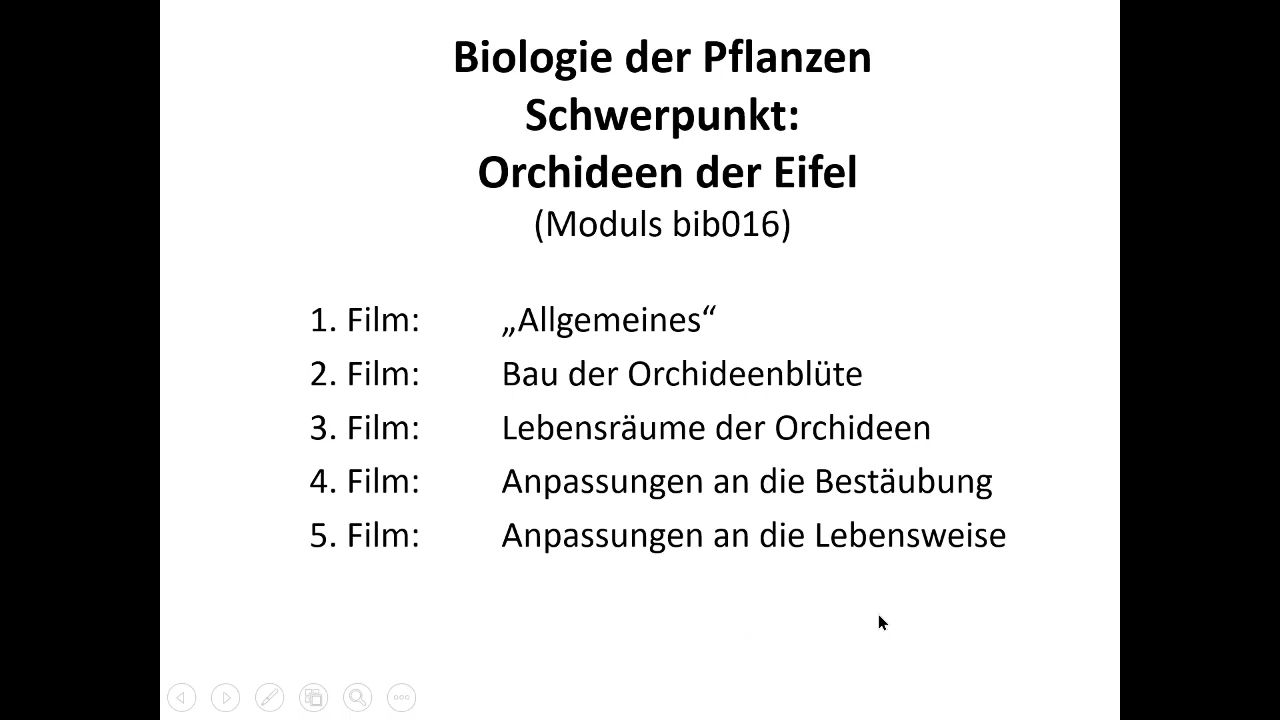 Biologie der Pflanzen
Schwerpunkt:
Orchideen der Eifel
(Moduls bib016)
1. Film: „Allgemeines“
2. Film: Bau der Orchideenblüte
3. Film: Lebensräume der Orchideen
4. Film: Anpassungen an die Bestäubung
5. Film: Anpassungen an die Lebensweise